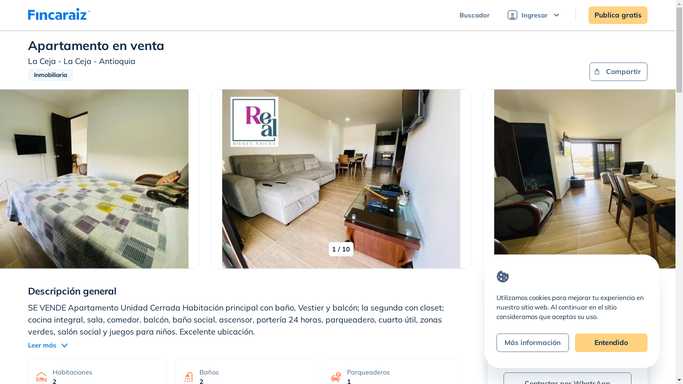 Fincaraiz
Buscador
Ingresar
Publica gratis
Apartamento en venta
La Ceja - La Ceja - Antioquia
Inmobiliaria
Compartir
Real
BIENES RAICES
1 / 10
Descripción general
SE VENDE Apartamento Unidad Cerrada Habitación principal con baño, Vestier y balcón; la segunda con closet;
cocina integral, sala, comedor, balcón, baño social, ascensor, portería 24 horas, parqueadero, cuarto útil, zonas
verdes, salón social y juegos para niños. Excelente ubicación.
Leer más
Habitaciones
2
Baños
2
Parqueaderos
1
Utilizamos cookies para mejorar tu experiencia en
nuestro sitio web. Al continuar en el sitio
consideramos que aceptas su uso.
Más información
Entendido
Contactar por WhatsApp